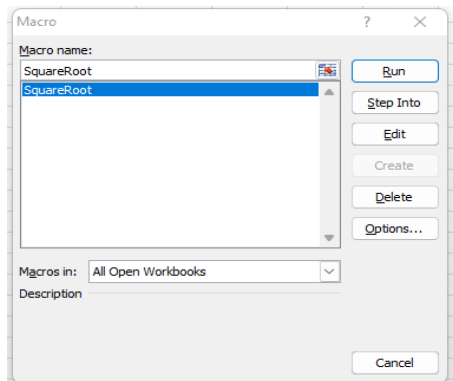 Macro ?
Macro name:
SquareRoot
Run
SquareRoot
Step Into
Edit
Create
Delete
Options...
Macros in: All Open Workbooks
Description
Cancel